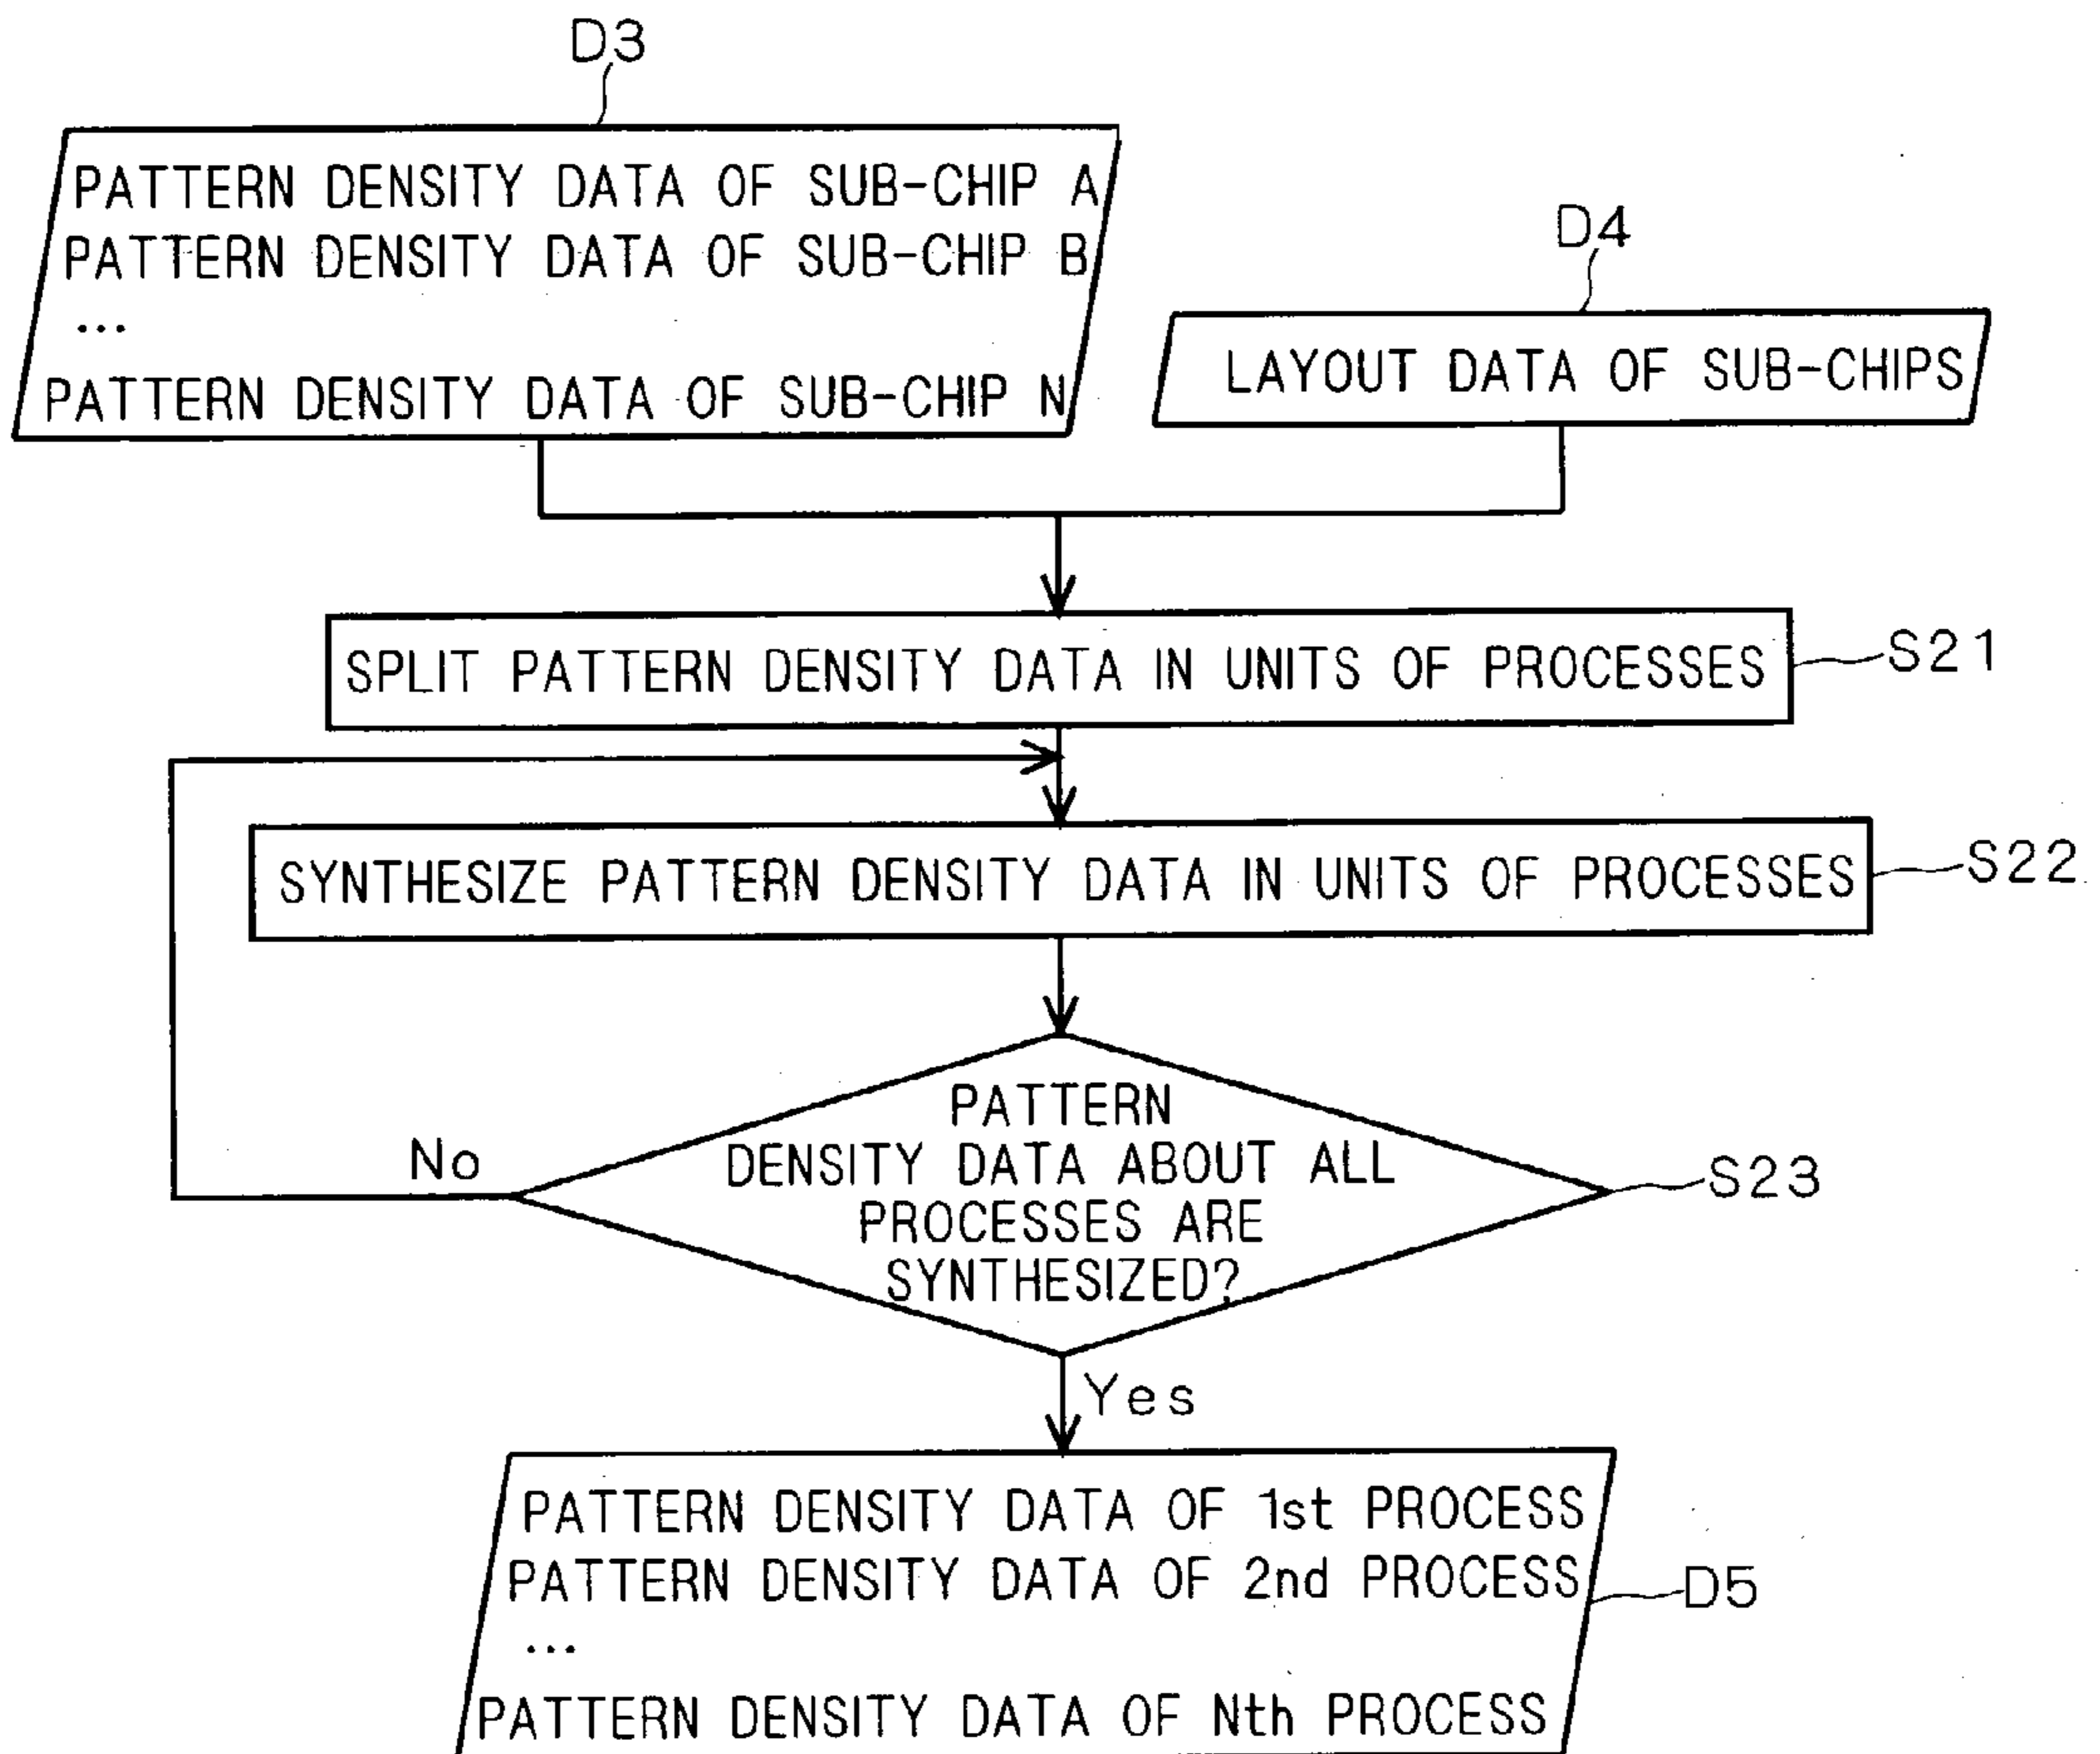 D3
PATTERN DENSITY DATA OF SUB-CHIP A
PATTERN DENSITY DATA OF SUB-CHIP B
...
PATTERN DENSITY DATA OF SUB-CHIP N
D4
LAYOUT DATA OF SUB-CHIPS
SPLIT PATTERN DENSITY DATA IN UNITS OF PROCESSES
S21
SYNTHESIZE PATTERN DENSITY DATA IN UNITS OF PROCESSES
S22
PATTERN
DENSITY DATA ABOUT ALL
PROCESSES ARE
SYNTHESIZED?
S23
No
Yes
PATTERN DENSITY DATA OF 1st PROCESS
PATTERN DENSITY DATA OF 2nd PROCESS
...
PATTERN DENSITY DATA OF Nth PROCESS
D5